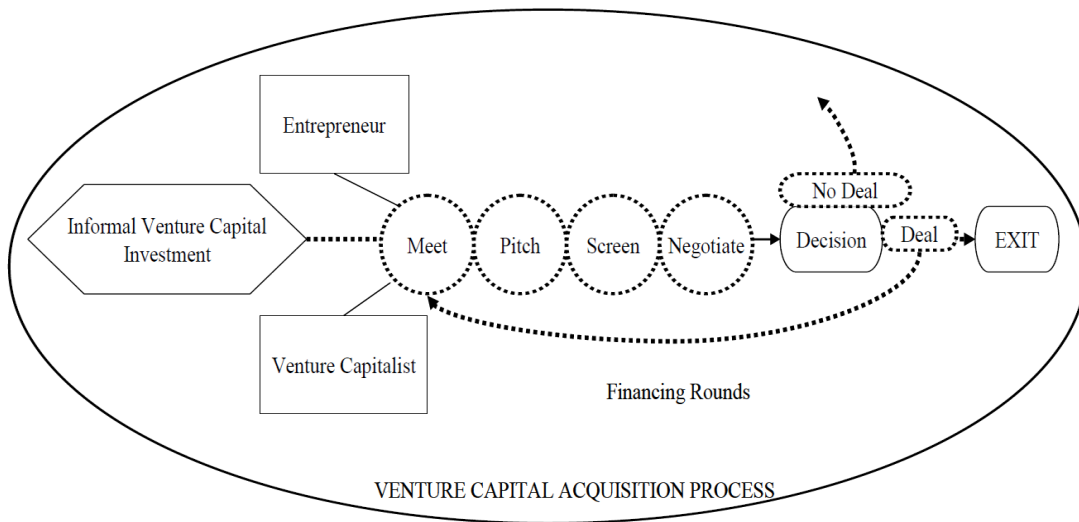 Entrepreneur
Informal Venture Capital
Investment
Meet
Pitch
Screen
Negotiate
No Deal
Decision
Deal
EXIT
Venture Capitalist
Financing Rounds
VENTURE CAPITAL ACQUISITION PROCESS